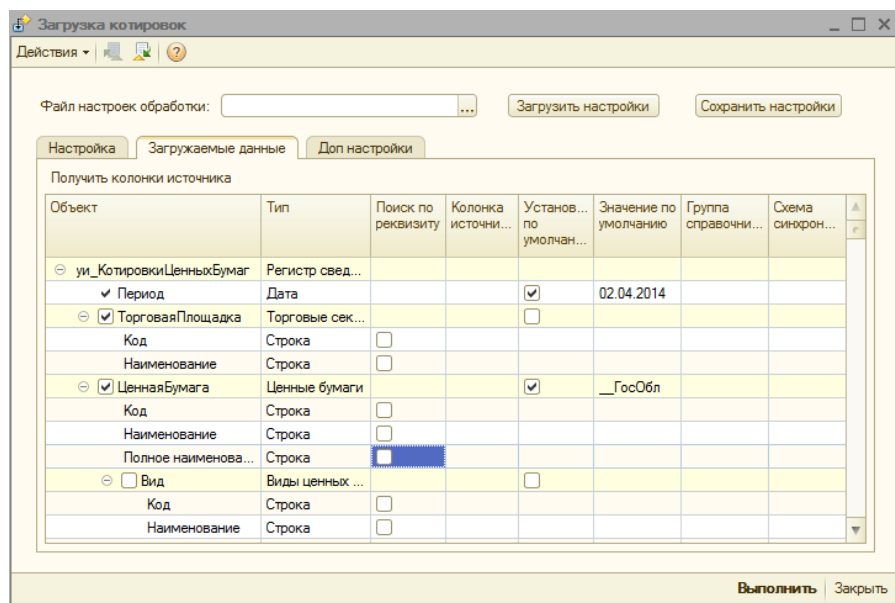 Загрузка котировок
Действия
Файл настроек обработки: ... Загрузить настройки Сохранить настройки
Настройка Загружаемые данные Доп настройки
Получить колонки источника
Объект Тип Поиск по реквизиту Колонка источни... Установ... по умолчан... Значение по умолчанию Группа справочни... Схема синхрон...
уи_КотировкиЦенныхБумаг Регистр свед...
Период Дата 02.04.2014
ТорговаяПлощадка Торговые сек...
Код Строка
Наименование Строка
ЦеннаяБумага Ценные бумаги __ГосОбл
Код Строка
Наименование Строка
Полное наименова... Строка
Вид Виды ценных ...
Код Строка
Наименование Строка
Выполнить Закрыть